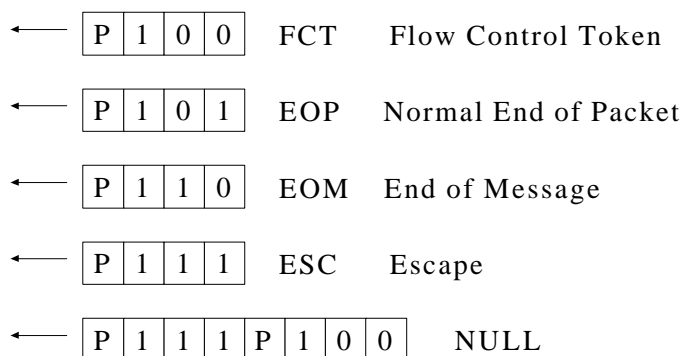 P 1 0 0 FCT Flow Control Token
P 1 0 1 EOP Normal End of Packet
P 1 1 0 EOM End of Message
P 1 1 1 ESC Escape
P 1 1 1 P 1 0 0 NULL